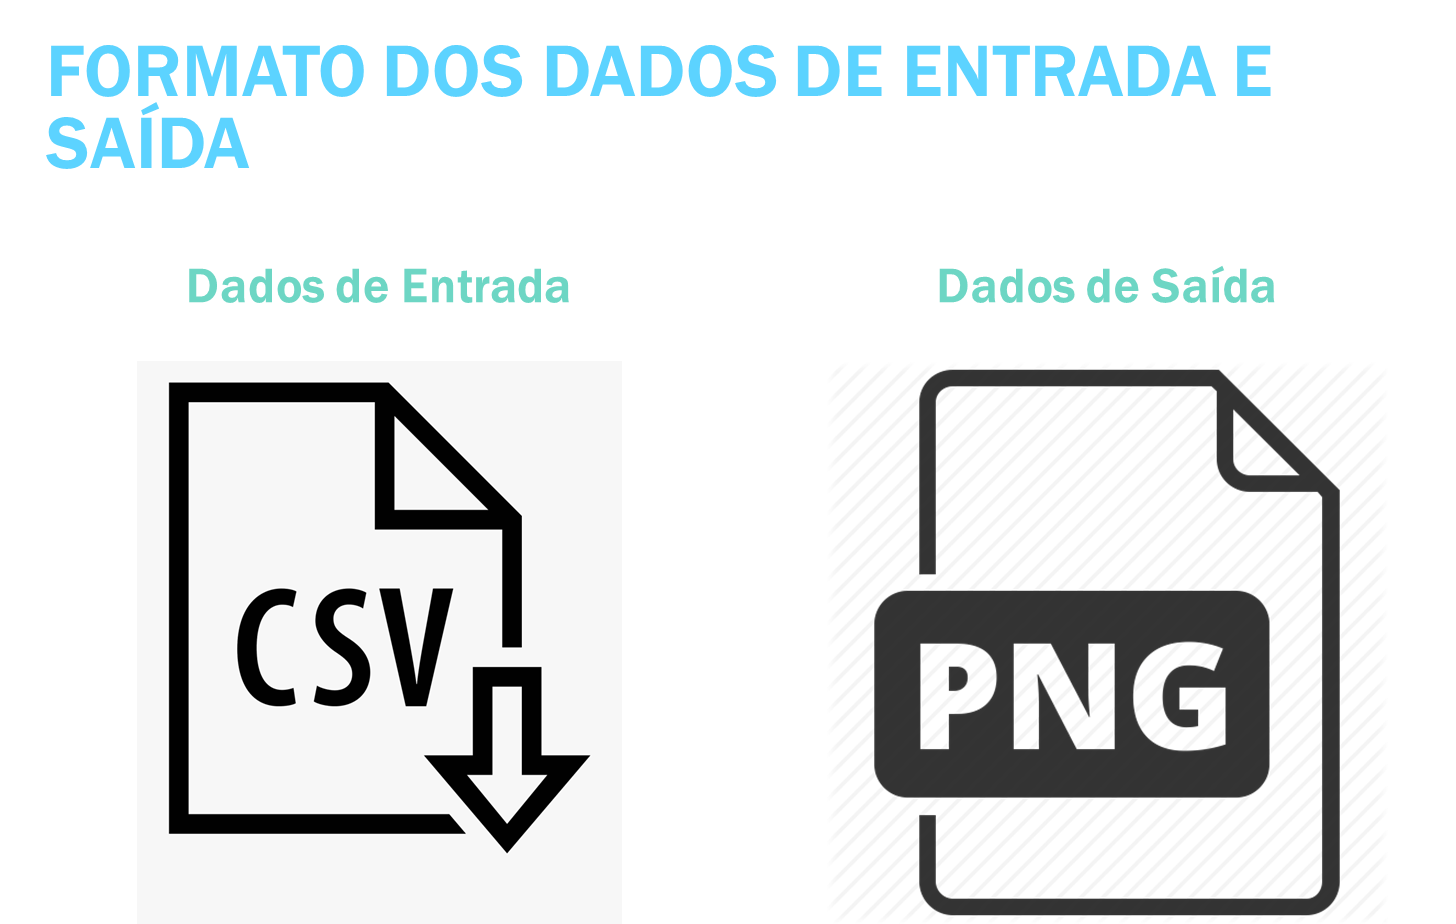 FORMATO DOS DADOS DE ENTRADA E
SAÍDA
Dados de Entrada
Dados de Saída
CSV
PNG